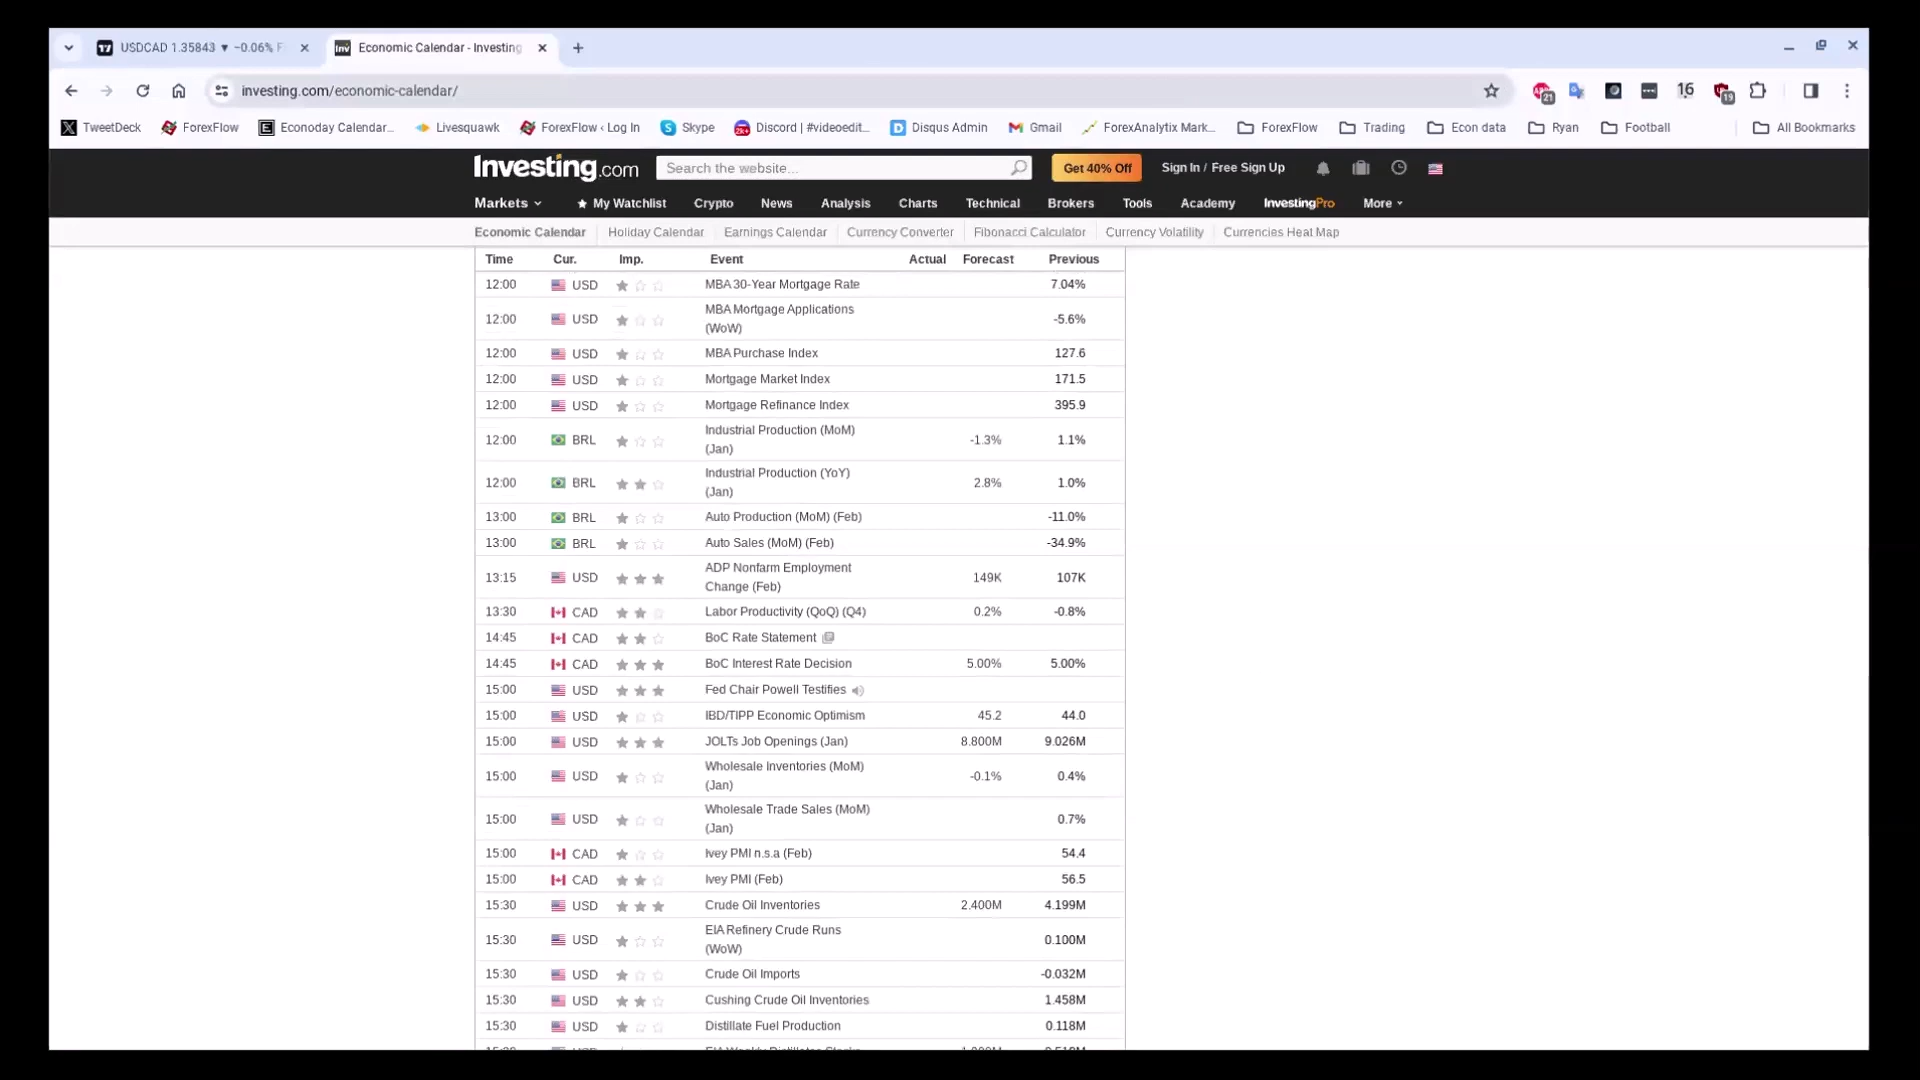 USDCAD 1.35843 ▼ −0.06% F
Economic Calendar - Investing
investing.com/economic-calendar/
21
16
19
TweetDeck
ForexFlow
Econoday Calendar...
Livesquawk
ForexFlow ‹ Log In
Skype
Discord | #videoedit...
Disqus Admin
Gmail
ForexAnalytix Mark...
ForexFlow
Trading
Econ data
Ryan
Football
All Bookmarks
Investing.com
Search the website...
Get 40% Off
Sign In / Free Sign Up
Markets
My Watchlist
Crypto
News
Analysis
Charts
Technical
Brokers
Tools
Academy
InvestingPro
More
Economic Calendar
Holiday Calendar
Earnings Calendar
Currency Converter
Fibonacci Calculator
Currency Volatility
Currencies Heat Map
Time Cur. Imp. Event Actual Forecast Previous
12:00 USD MBA 30-Year Mortgage Rate 7.04%
12:00 USD MBA Mortgage Applications (WoW) -5.6%
12:00 USD MBA Purchase Index 127.6
12:00 USD Mortgage Market Index 171.5
12:00 USD Mortgage Refinance Index 395.9
12:00 BRL Industrial Production (MoM) (Jan) -1.3% 1.1%
12:00 BRL Industrial Production (YoY) (Jan) 2.8% 1.0%
13:00 BRL Auto Production (MoM) (Feb) -11.0%
13:00 BRL Auto Sales (MoM) (Feb) -34.9%
13:15 USD ADP Nonfarm Employment Change (Feb) 149K 107K
13:30 CAD Labor Productivity (QoQ) (Q4) 0.2% -0.8%
14:45 CAD BoC Rate Statement
14:45 CAD BoC Interest Rate Decision 5.00% 5.00%
15:00 USD Fed Chair Powell Testifies
15:00 USD IBD/TIPP Economic Optimism 45.2 44.0
15:00 USD JOLTs Job Openings (Jan) 8.800M 9.026M
15:00 USD Wholesale Inventories (MoM) (Jan) -0.1% 0.4%
15:00 USD Wholesale Trade Sales (MoM) (Jan) 0.7%
15:00 CAD Ivey PMI n.s.a (Feb) 54.4
15:00 CAD Ivey PMI (Feb) 56.5
15:30 USD Crude Oil Inventories 2.400M 4.199M
15:30 USD EIA Refinery Crude Runs (WoW) 0.100M
15:30 USD Crude Oil Imports -0.032M
15:30 USD Cushing Crude Oil Inventories 1.458M
15:30 USD Distillate Fuel Production 0.118M